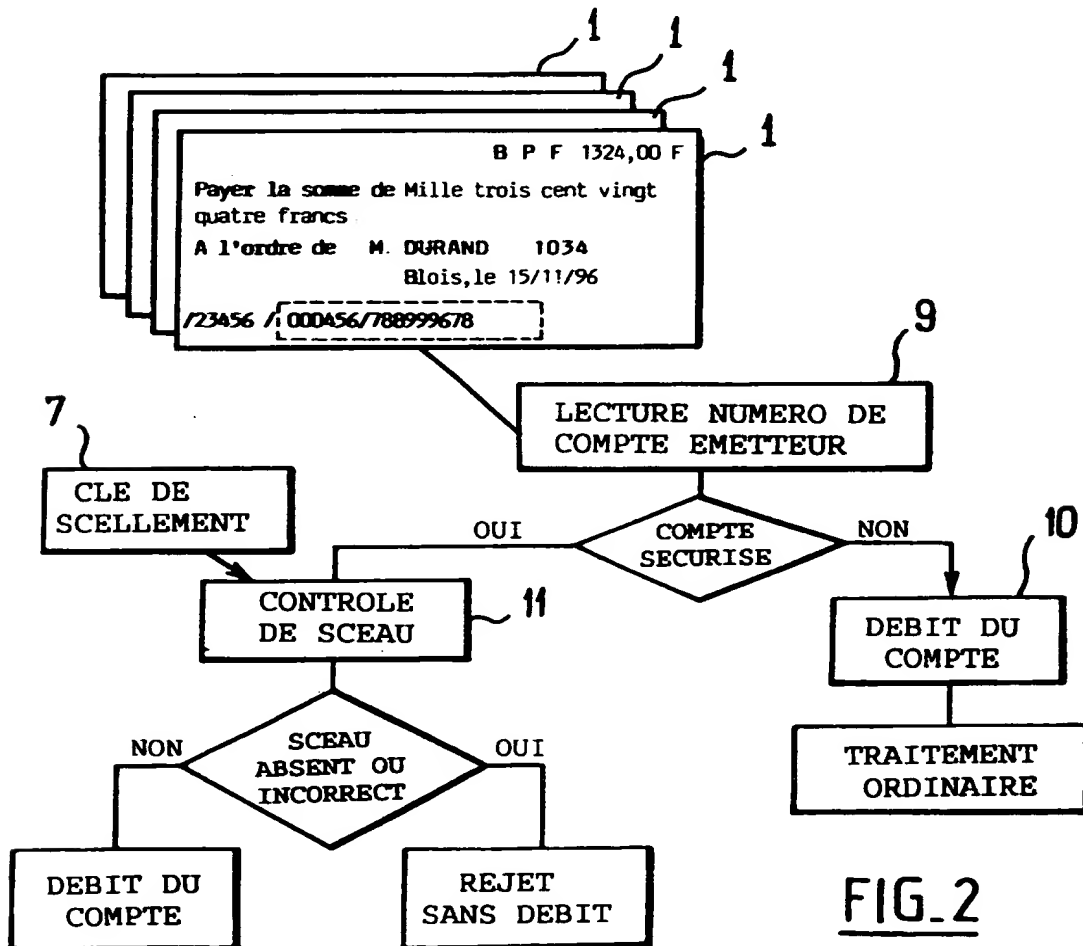 1
1
1
1
B P F 1324,00 F
Payer la somme de Mille trois cent vingt
quatre francs
A l'ordre de M. DURAND 1034
Blois, le 15/11/96
/23456 / 000456/788999678
9
LECTURE NUMERO DE
COMPTE EMETTEUR
7
CLE DE
SCELLEMENT
OUI
COMPTE
SECURISE
NON
10
CONTROLE
DE SCEAU
11
DEBIT DU
COMPTE
NON
SCEAU
ABSENT OU
INCORRECT
OUI
TRAITEMENT
ORDINAIRE
DEBIT DU
COMPTE
REJET
SANS DEBIT
FIG_2